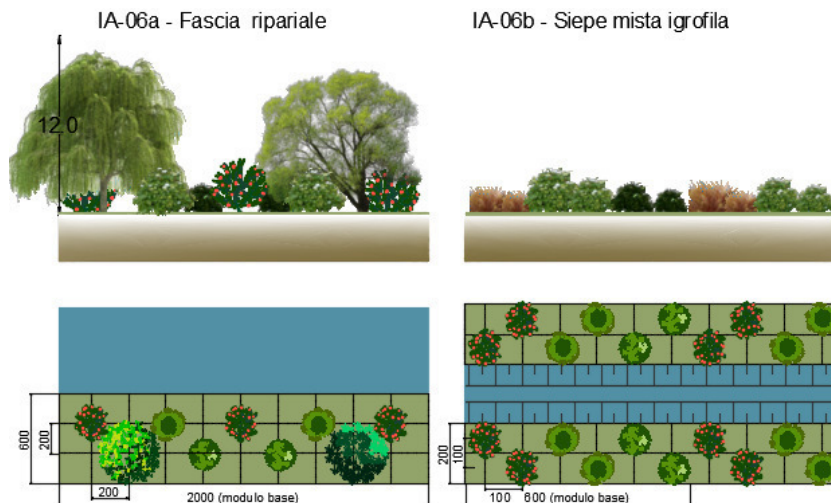 IA-06a - Fascia ripariale
IA-06b - Siepe mista igrofila
12.0
600
200
200
2000 (modulo base)
200
100
100
600 (modulo base)